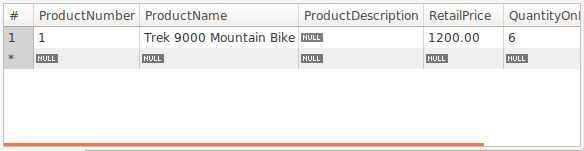 # ProductNumber ProductName ProductDescription RetailPrice QuantityOnl
1 1 Trek 9000 Mountain Bike NULL 1200.00 6
* NULL NULL NULL NULL NULL